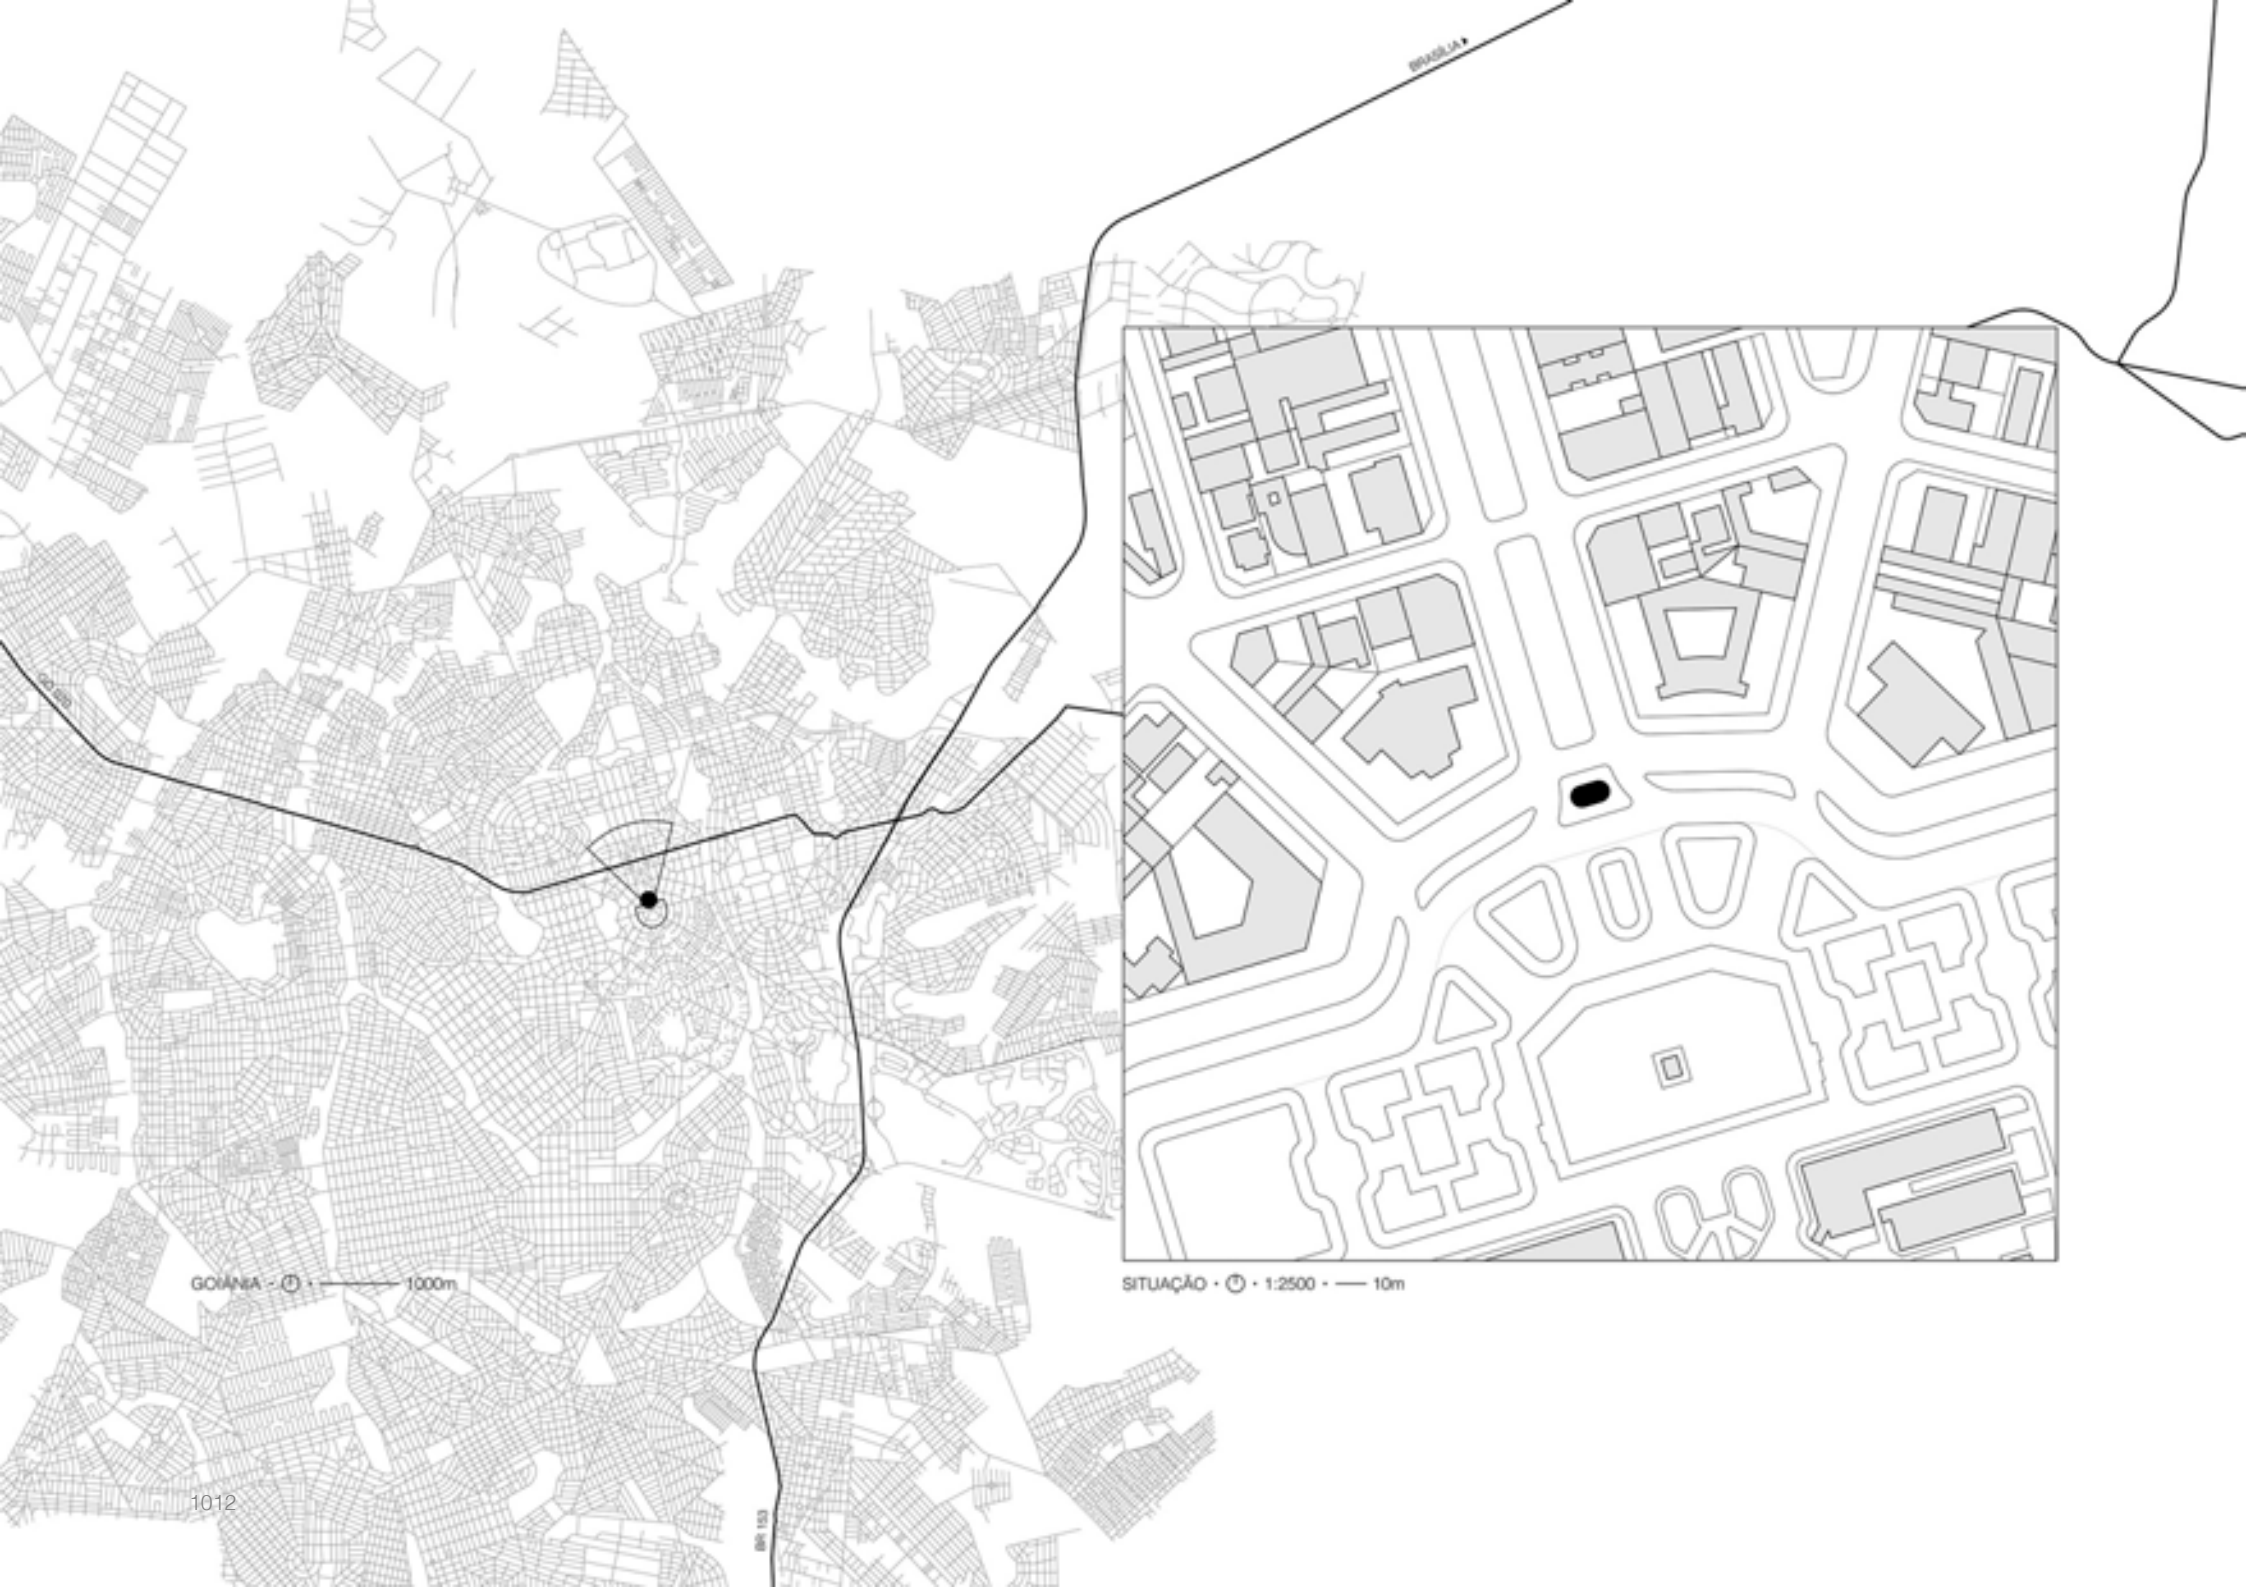 BRASÍLIA
GOIÂNIA · · 1000m
SITUAÇÃO · · 1:2500 · 10m
1012
BR 153